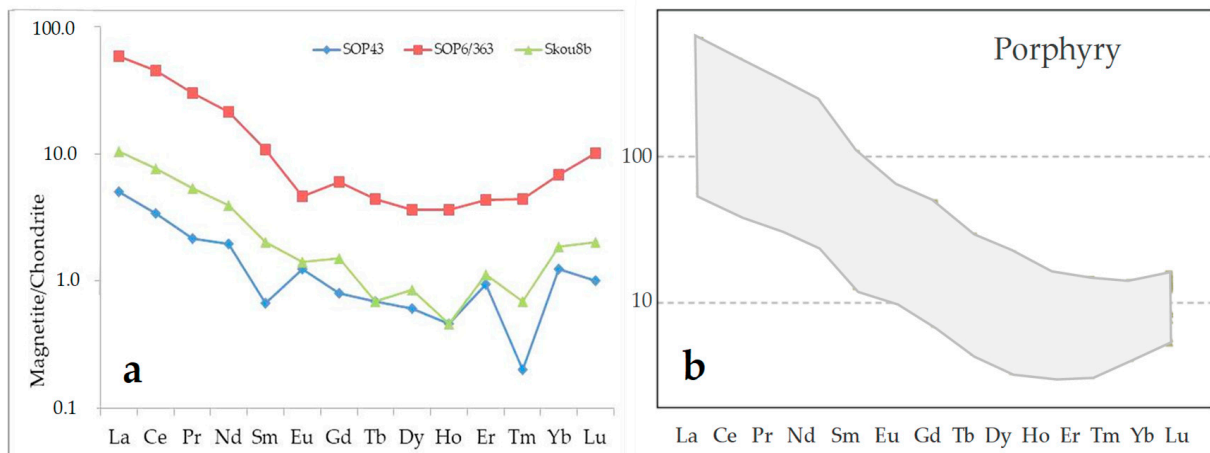 100.0
10.0
1.0
0.1
Magnetite/Chondrite
SOP43 SOP6/363 Skou8b
a
La Ce Pr Nd Sm Eu Gd Tb Dy Ho Er Tm Yb Lu
Porphyry
100
10
b
La Ce Pr Nd Sm Eu Gd Tb Dy Ho Er Tm Yb Lu